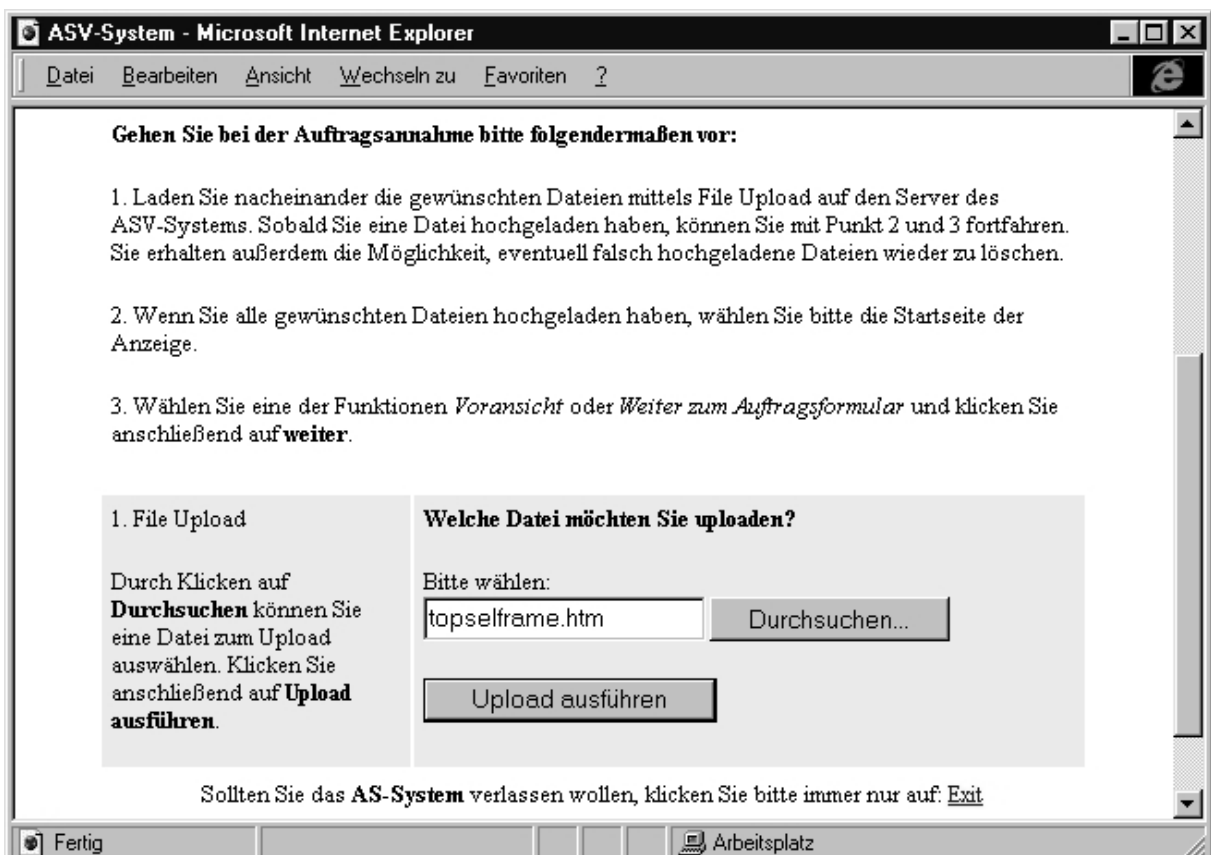 ASV-System - Microsoft Internet Explorer
Datei Bearbeiten Ansicht Wechseln zu Favoriten ?
Gehen Sie bei der Auftragsannahme bitte folgendermaßen vor:
1. Laden Sie nacheinander die gewünschten Dateien mittels File Upload auf den Server des
ASV-Systems. Sobald Sie eine Datei hochgeladen haben, können Sie mit Punkt 2 und 3 fortfahren.
Sie erhalten außerdem die Möglichkeit, eventuell falsch hochgeladene Dateien wieder zu löschen.
2. Wenn Sie alle gewünschten Dateien hochgeladen haben, wählen Sie bitte die Startseite der
Anzeige.
3. Wählen Sie eine der Funktionen Voransicht oder Weiter zum Auftragsformular und klicken Sie
anschließend auf weiter.
1. File Upload
Durch Klicken auf
Durchsuchen können Sie
eine Datei zum Upload
auswählen. Klicken Sie
anschließend auf Upload
ausführen.
Welche Datei möchten Sie uploaden?
Bitte wählen:
topselframe.htm Durchsuchen...
Upload ausführen
Sollten Sie das AS-System verlassen wollen, klicken Sie bitte immer nur auf: Exit
Fertig Arbeitsplatz